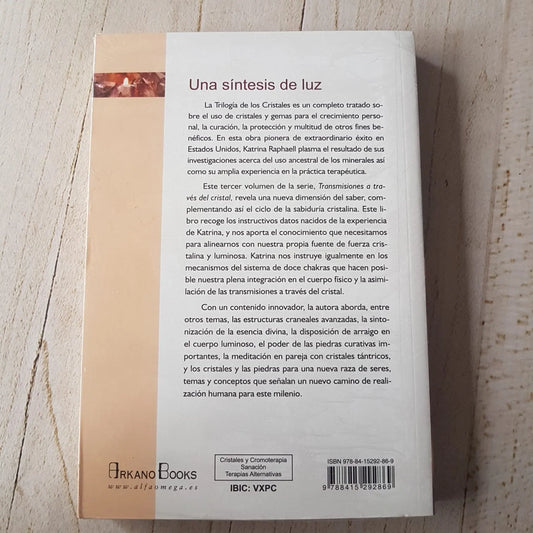 Una síntesis de luz
La Trilogía de los Cristales es un completo tratado so-
bre el uso de cristales y gemas para el crecimiento perso-
nal, la curación, la protección y multitud de otros fines be-
néficos. En esta obra pionera de extraordinario éxito en
Estados Unidos, Katrina Raphaell plasma el resultado de sus
investigaciones acerca del uso ancestral de los minerales así
como su amplia experiencia en la práctica terapéutica.
Este tercer volumen de la serie, Transmisiones a tra-
vés del cristal, revela una nueva dimensión del saber, com-
plementando así el ciclo de la sabiduría cristalina. Este li-
bro recoge los instructivos datos nacidos de la experiencia
de Katrina, y nos aporta el conocimiento que necesitamos
para alinearnos con nuestra propia fuente de fuerza cris-
talina y luminosa. Katrina nos instruye igualmente en los
mecanismos del sistema de doce chakras que hacen posi-
ble nuestra plena integración en el cuerpo físico y la asimi-
lación de las transmisiones a través del cristal.
Con un contenido innovador, la autora aborda, entre
otros temas, las estructuras craneales avanzadas, la sinto-
nización de la esencia divina, la disposición de arraigo en
el cuerpo luminoso, el poder de las piedras curativas im-
portantes, la meditación en pareja con cristales tántricos,
y los cristales y las piedras para una nueva raza de seres,
temas y conceptos que señalan un nuevo camino de reali-
zación humana para este milenio.
ARKANO BOOKS
www.alfaomega.es
Cristales y Cromoterapia
Sanación
Terapias Alternativas
IBIC: VXPC
ISBN 978-84-15292-86-9
9 788415 292869